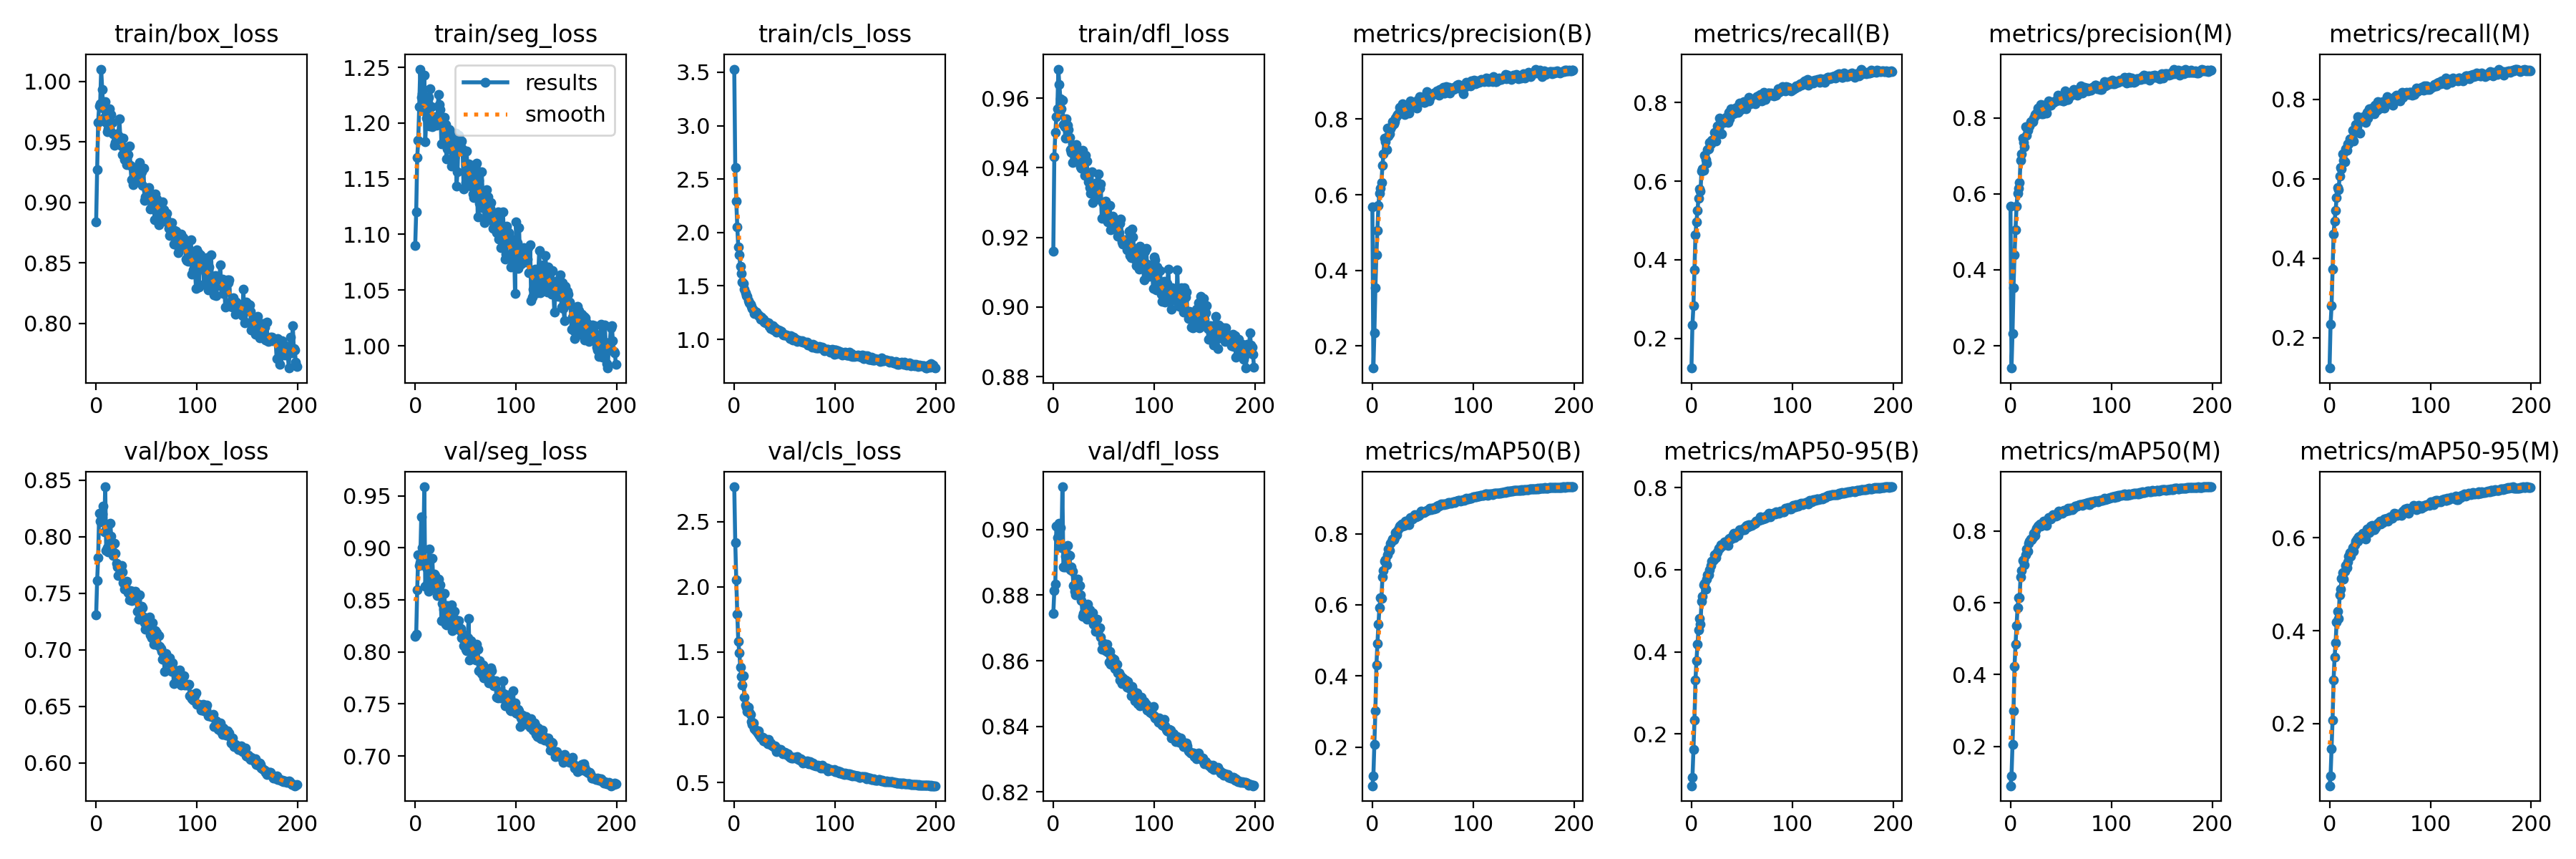 train/box_loss
train/seg_loss
train/cls_loss
train/dfl_loss
metrics/precision(B)
metrics/recall(B)
metrics/precision(M)
metrics/recall(M)
1.00
0.95
0.90
0.85
0.80
0 100 200
results
smooth
1.25
1.20
1.15
1.10
1.05
1.00
0 100 200
3.5
3.0
2.5
2.0
1.5
1.0
0 100 200
0.96
0.94
0.92
0.90
0.88
0 100 200
0.8
0.6
0.4
0.2
0 100 200
0.8
0.6
0.4
0.2
0 100 200
0.8
0.6
0.4
0.2
0 100 200
0.8
0.6
0.4
0.2
0 100 200
val/box_loss
val/seg_loss
val/cls_loss
val/dfl_loss
metrics/mAP50(B)
metrics/mAP50-95(B)
metrics/mAP50(M)
metrics/mAP50-95(M)
0.85
0.80
0.75
0.70
0.65
0.60
0 100 200
0.95
0.90
0.85
0.80
0.75
0.70
0 100 200
2.5
2.0
1.5
1.0
0.5
0 100 200
0.90
0.88
0.86
0.84
0.82
0 100 200
0.8
0.6
0.4
0.2
0 100 200
0.8
0.6
0.4
0.2
0 100 200
0.8
0.6
0.4
0.2
0 100 200
0.6
0.4
0.2
0 100 200